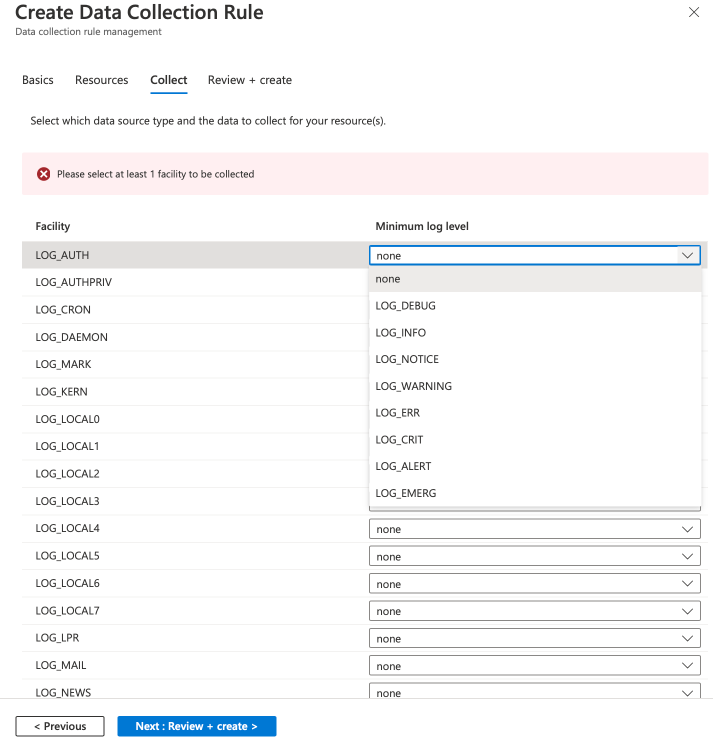 Create Data Collection Rule
Data collection rule management
Basics Resources Collect Review + create
Select which data source type and the data to collect for your resource(s).
Please select at least 1 facility to be collected
Facility Minimum log level
LOG_AUTH none
LOG_AUTHPRIV none
LOG_CRON LOG_DEBUG
LOG_DAEMON LOG_INFO
LOG_MARK LOG_NOTICE
LOG_KERN LOG_WARNING
LOG_LOCAL0 LOG_ERR
LOG_LOCAL1 LOG_CRIT
LOG_LOCAL2 LOG_ALERT
LOG_LOCAL3 LOG_EMERG
LOG_LOCAL4 none
LOG_LOCAL5 none
LOG_LOCAL6 none
LOG_LOCAL7 none
LOG_LPR none
LOG_MAIL none
LOG_NEWS none
< Previous Next : Review + create >